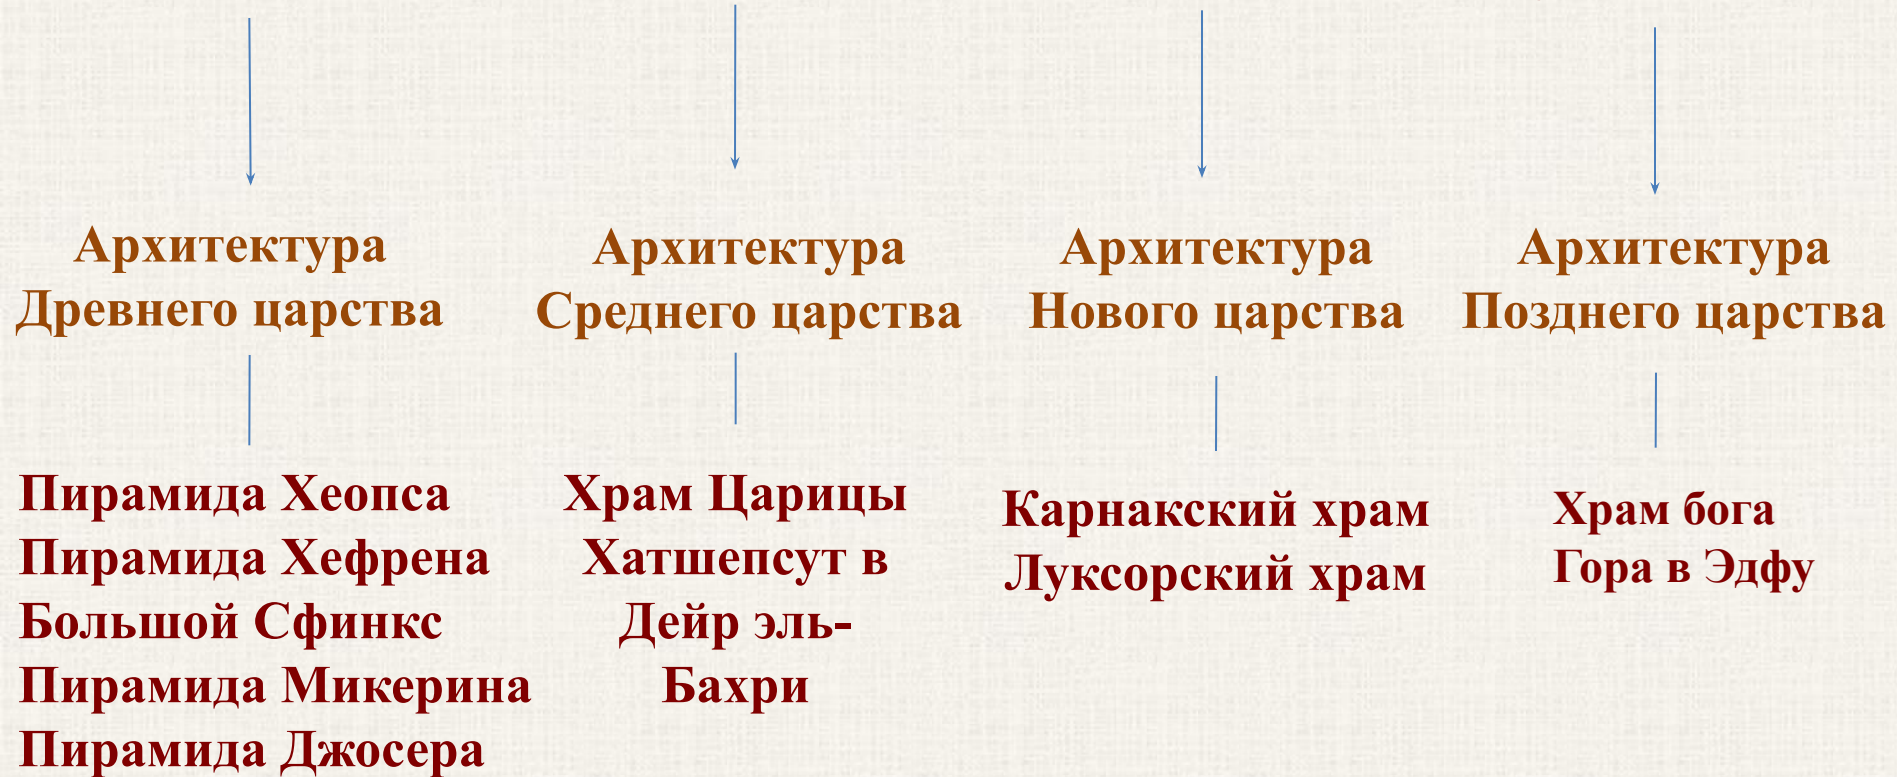 Архитектура
Древнего царства
Пирамида Хеопса
Пирамида Хефрена
Большой Сфинкс
Пирамида Микерина
Пирамида Джосера
Архитектура
Среднего царства
Храм Царицы
Хатшепсут в
Дейр эль-
Бахри
Архитектура
Нового царства
Карнакский храм
Луксорский храм
Архитектура
Позднего царства
Храм бога
Гора в Эдфу